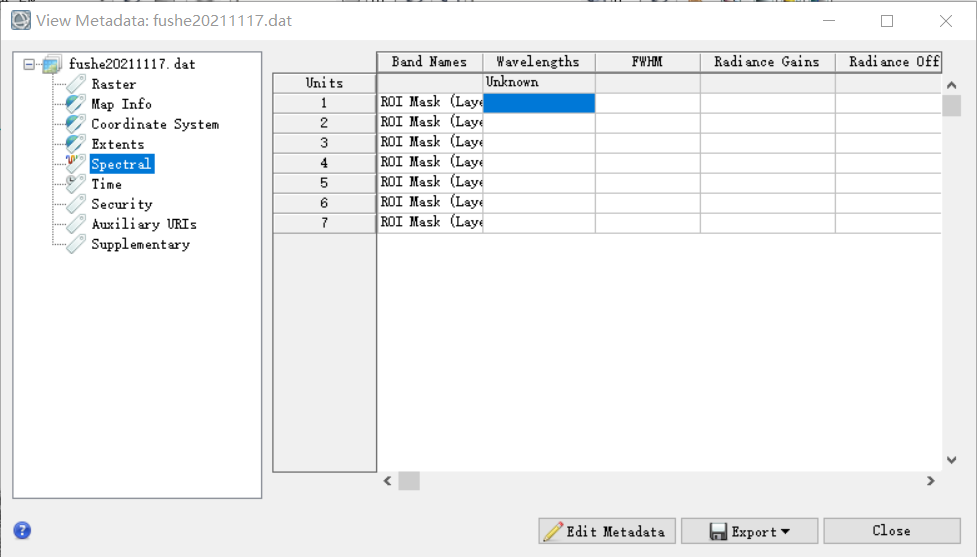 View Metadata: fushe20211117.dat
fushe20211117.dat
Raster
Map Info
Coordinate System
Extents
Spectral
Time
Security
Auxiliary URIs
Supplementary
Band Names Wavelengths FWHM Radiance Gains Radiance Off
Units Unknown
1 ROI Mask (Laye
2 ROI Mask (Laye
3 ROI Mask (Laye
4 ROI Mask (Laye
5 ROI Mask (Laye
6 ROI Mask (Laye
7 ROI Mask (Laye
? Edit Metadata Export Close